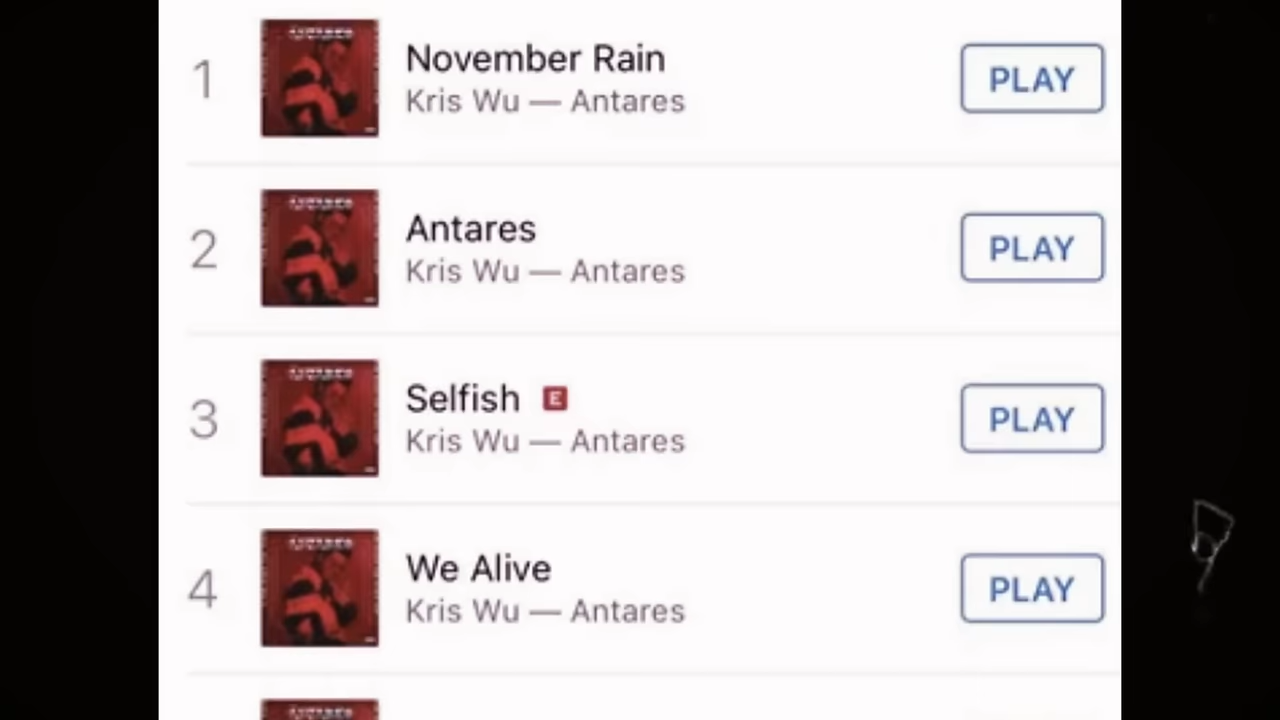 1
November Rain
Kris Wu — Antares
PLAY
2
Antares
Kris Wu — Antares
PLAY
3
Selfish E
Kris Wu — Antares
PLAY
4
We Alive
Kris Wu — Antares
PLAY